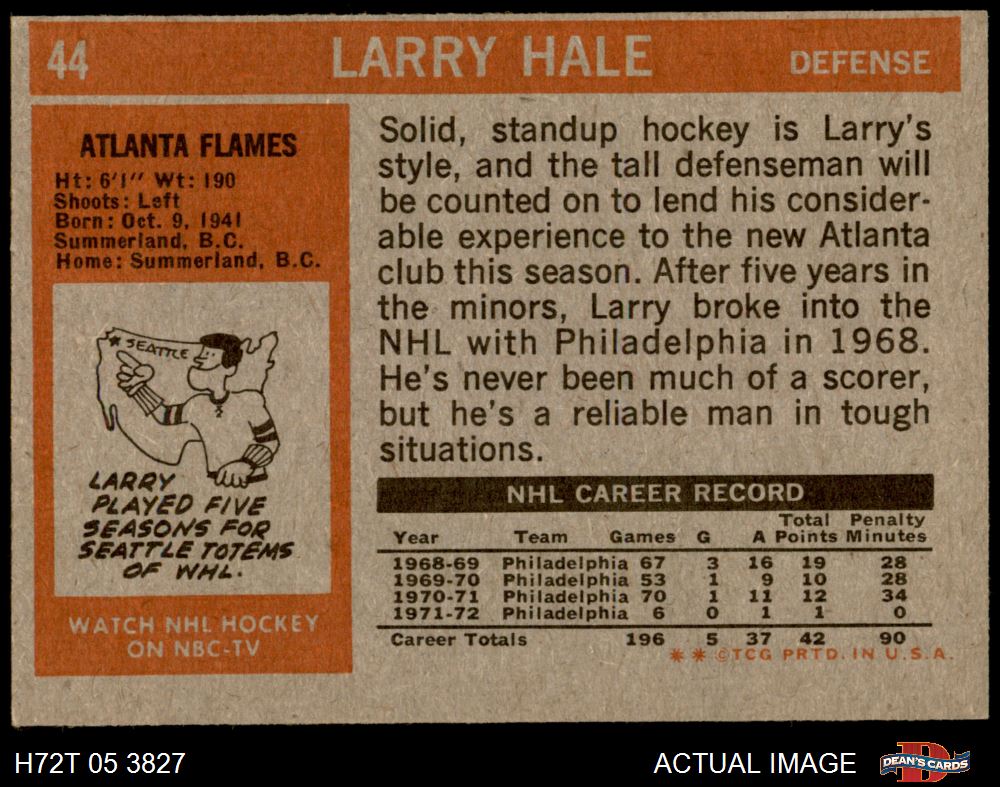 44 LARRY HALE DEFENSE
ATLANTA FLAMES
Ht: 6'1" Wt: 190
Shoots: Left
Born: Oct. 9, 1941
Summerland, B.C.
Home: Summerland, B.C.
* SEATTLE
LARRY
PLAYED FIVE
SEASONS FOR
SEATTLE TOTEMS
OF WHL.
WATCH NHL HOCKEY
ON NBC-TV
Solid, standup hockey is Larry's
style, and the tall defenseman will
be counted on to lend his consider-
able experience to the new Atlanta
club this season. After five years in
the minors, Larry broke into the
NHL with Philadelphia in 1968.
He's never been much of a scorer,
but he's a reliable man in tough
situations.
NHL CAREER RECORD
Total Penalty
Year Team Games G A Points Minutes
1968-69 Philadelphia 67 3 16 19 28
1969-70 Philadelphia 53 1 9 10 28
1970-71 Philadelphia 70 1 11 12 34
1971-72 Philadelphia 6 0 1 1 0
Career Totals 196 5 37 42 90
* * ©TCG PRTD. IN U.S.A.
H72T 05 3827 ACTUAL IMAGE D DEAN'S CARDS